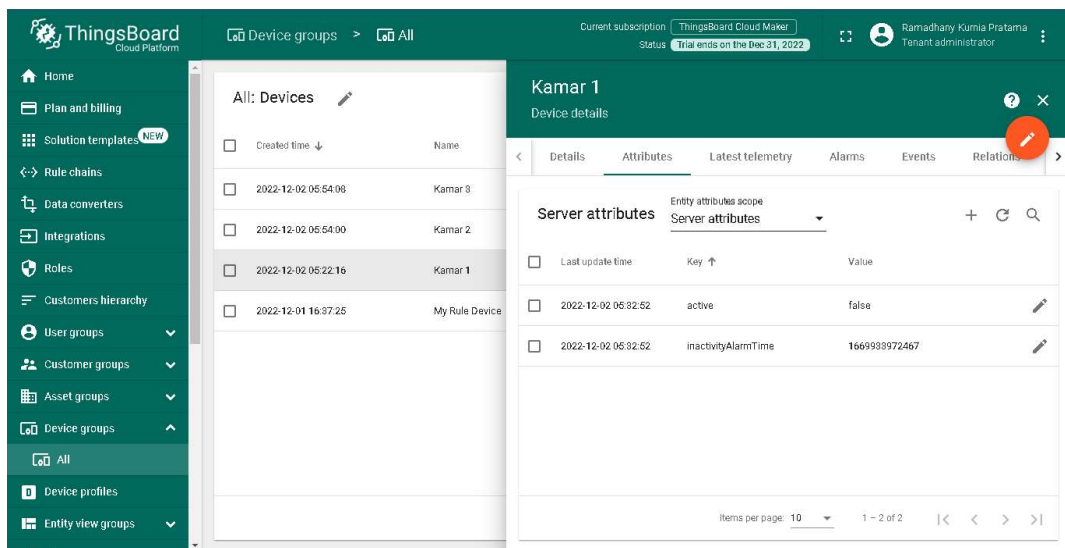 ThingsBoard
Cloud Platform
Device groups > All
Current subscription ThingsBoard Cloud Maker
Status Trial ends on the Dec 31, 2022
Ramadhany Kurnia Pratama
Tenant administrator
Home
Plan and billing
Solution templates NEW
Rule chains
Data converters
Integrations
Roles
Customers hierarchy
User groups
Customer groups
Asset groups
Device groups
All
Device profiles
Entity view groups
All: Devices
Created time Name
2022-12-02 05:54:08 Kamar 3
2022-12-02 05:54:00 Kamar 2
2022-12-02 05:22:16 Kamar 1
2022-12-01 16:37:25 My Rule Device
Kamar 1
Device details
Details Attributes Latest telemetry Alarms Events Relations
Server attributes
Entity attributes scope
Server attributes
Last update time Key Value
2022-12-02 05:32:52 active false
2022-12-02 05:32:52 inactivityAlarmTime 1669933972467
Items per page: 10 1 – 2 of 2